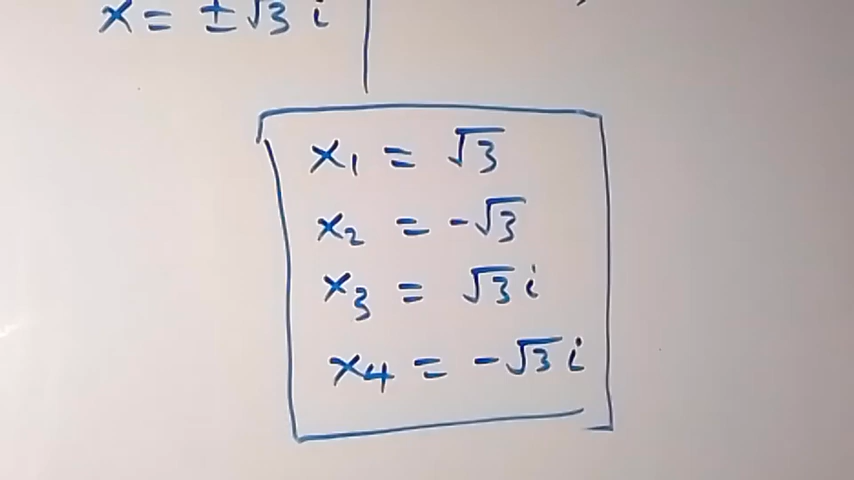 x = ±√3 i
x₁ = √3
x₂ = -√3
x₃ = √3 i
x₄ = -√3 i